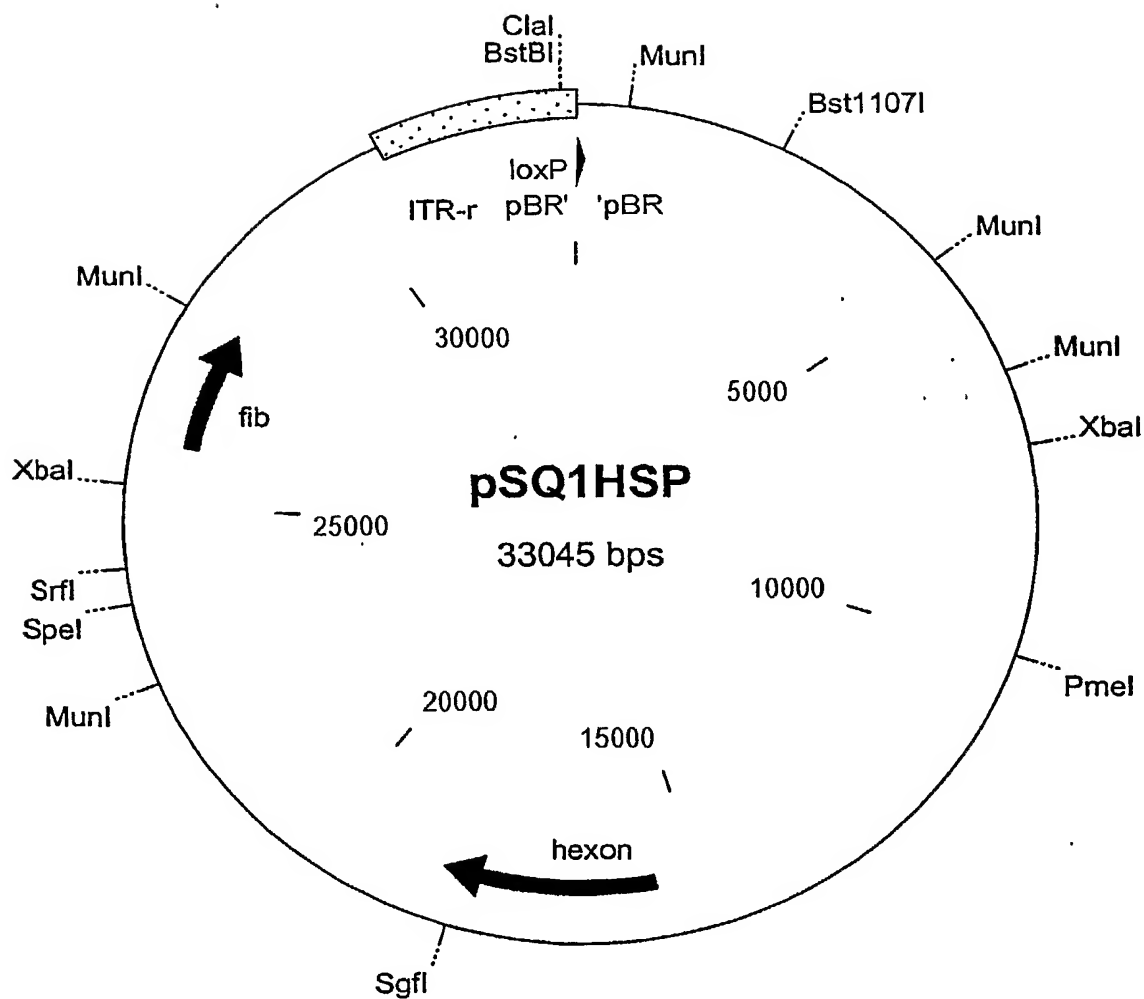 ClaI
BstBI
MunI
Bst1107I
loxP
ITR-r pBR' 'pBR
MunI
MunI
30000
MunI
5000
fib
XbaI
XbaI
pSQ1HSP
25000
33045 bps
SrfI
10000
SpeI
PmeI
20000
MunI
15000
hexon
SgfI